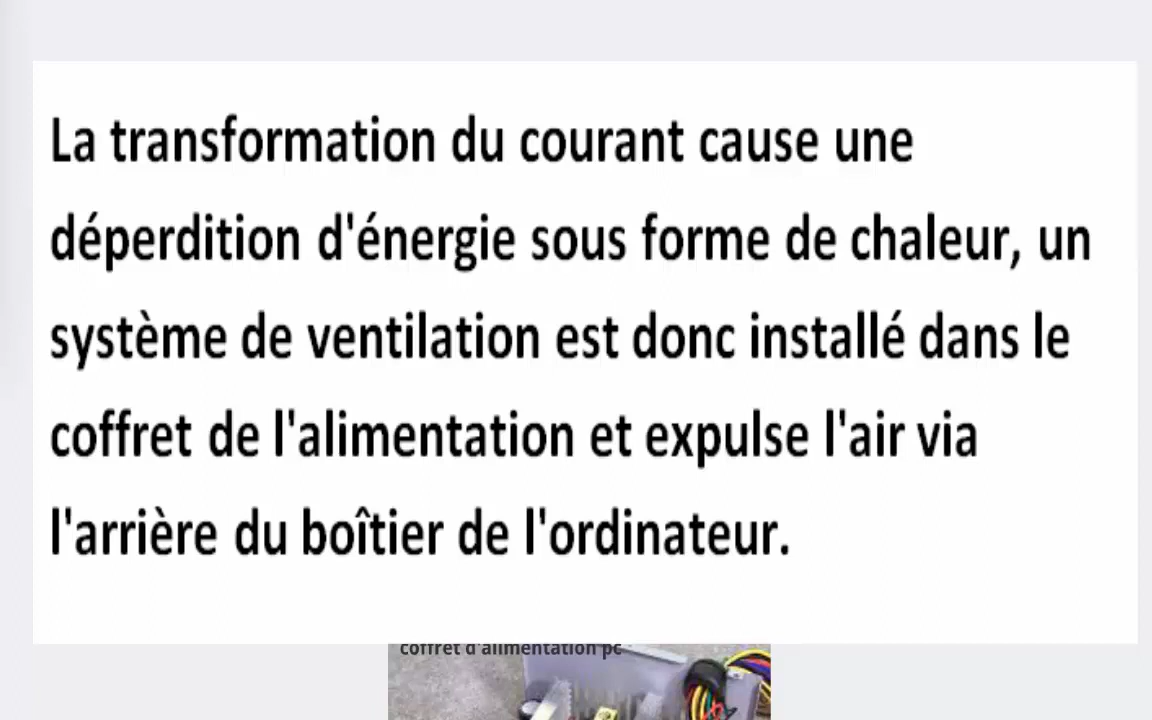 La transformation du courant cause une
déperdition d'énergie sous forme de chaleur, un
système de ventilation est donc installé dans le
coffret de l'alimentation et expulse l'air via
l'arrière du boîtier de l'ordinateur.
coffret d'alimentation pc